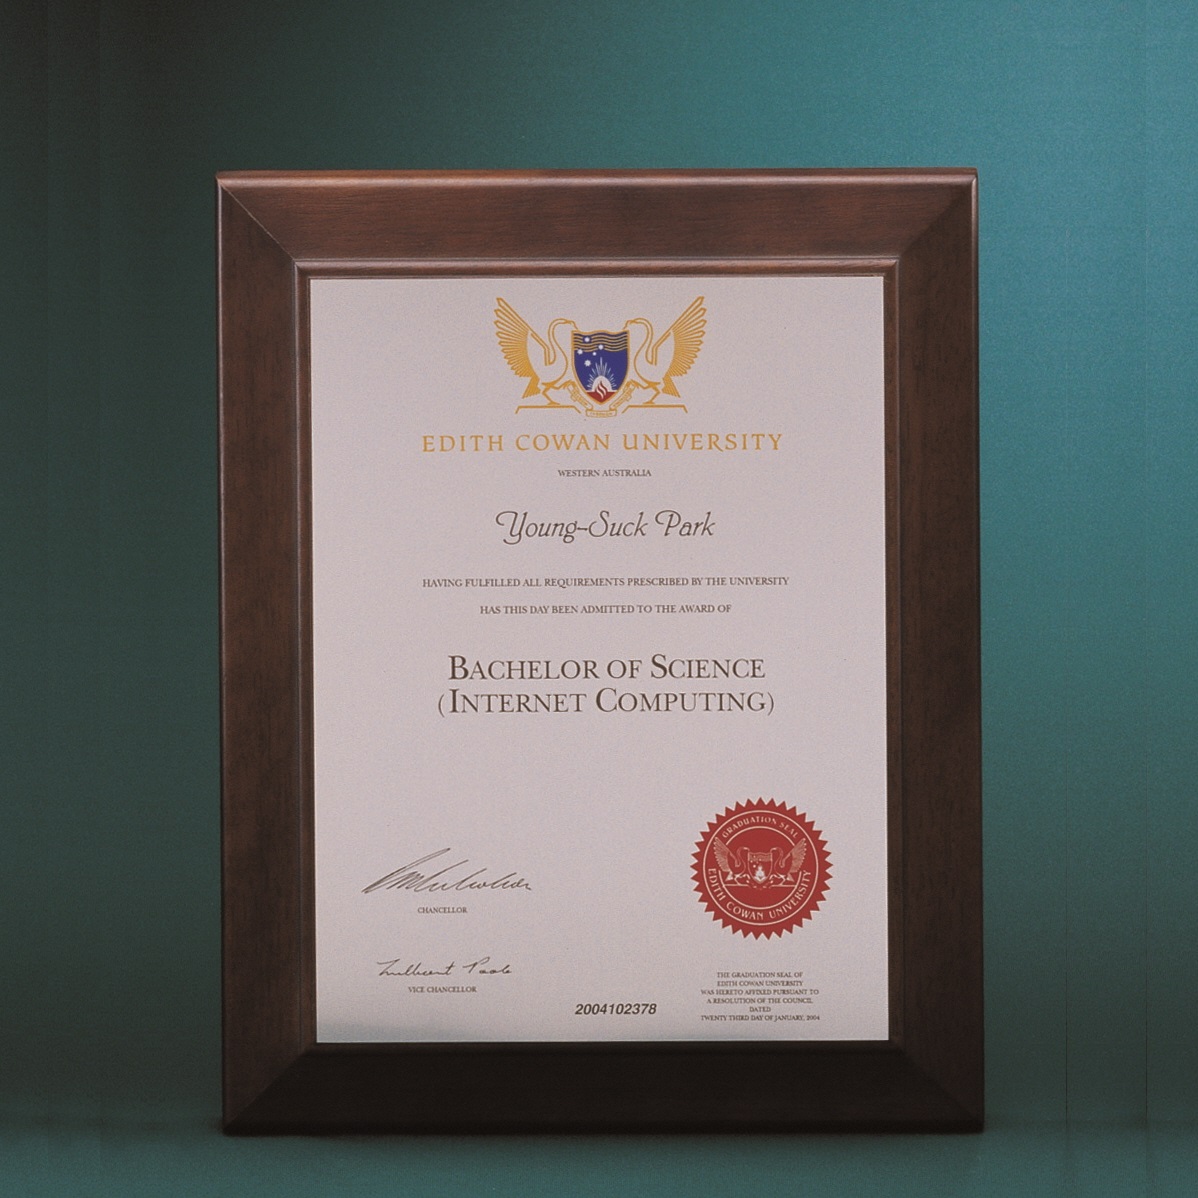 EDITH COWAN UNIVERSITY
WESTERN AUSTRALIA
Young-Suck Park
HAVING FULFILLED ALL REQUIREMENTS PRESCRIBED BY THE UNIVERSITY
HAS THIS DAY BEEN ADMITTED TO THE AWARD OF
BACHELOR OF SCIENCE
(INTERNET COMPUTING)
GRADUATION SEAL
EDITH COWAN UNIVERSITY
CHANCELLOR
Millicent Poole
VICE CHANCELLOR
2004102378
THE GRADUATION SEAL OF
EDITH COWAN UNIVERSITY
WAS HERETO AFFIXED PURSUANT TO
A RESOLUTION OF THE COUNCIL
DATED
TWENTY THIRD DAY OF JANUARY, 2004